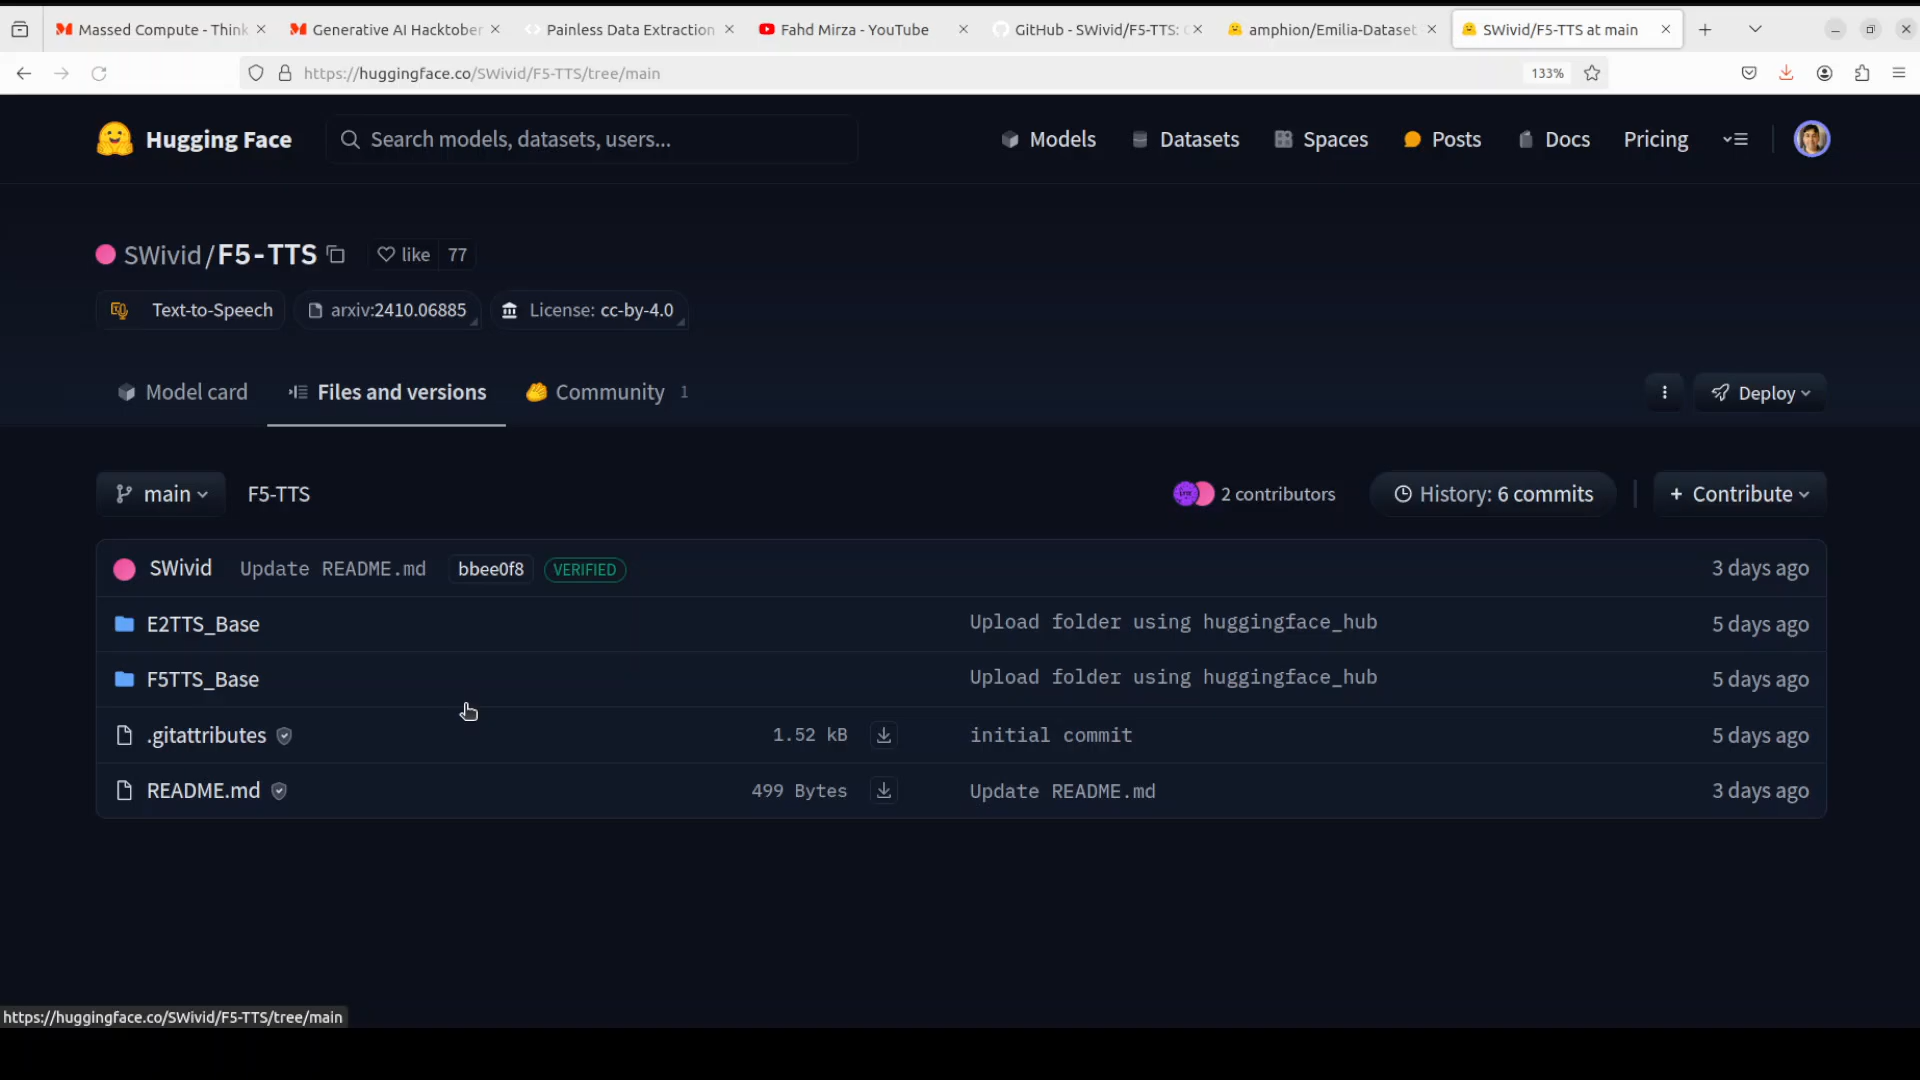 Massed Compute - Think
Generative AI Hacktober
Painless Data Extraction
Fahd Mirza - YouTube
GitHub - SWivid/F5-TTS:
amphion/Emilia-Dataset
SWivid/F5-TTS at main
https://huggingface.co/SWivid/F5-TTS/tree/main
133%
Hugging Face
Search models, datasets, users...
Models
Datasets
Spaces
Posts
Docs
Pricing
SWivid/F5-TTS
like 77
Text-to-Speech
arxiv:2410.06885
License: cc-by-4.0
Model card
Files and versions
Community 1
Deploy
main
F5-TTS
2 contributors
History: 6 commits
+ Contribute
SWivid Update README.md bbee0f8 VERIFIED 3 days ago
E2TTS_Base Upload folder using huggingface_hub 5 days ago
F5TTS_Base Upload folder using huggingface_hub 5 days ago
.gitattributes 1.52 kB initial commit 5 days ago
README.md 499 Bytes Update README.md 3 days ago
https://huggingface.co/SWivid/F5-TTS/tree/main